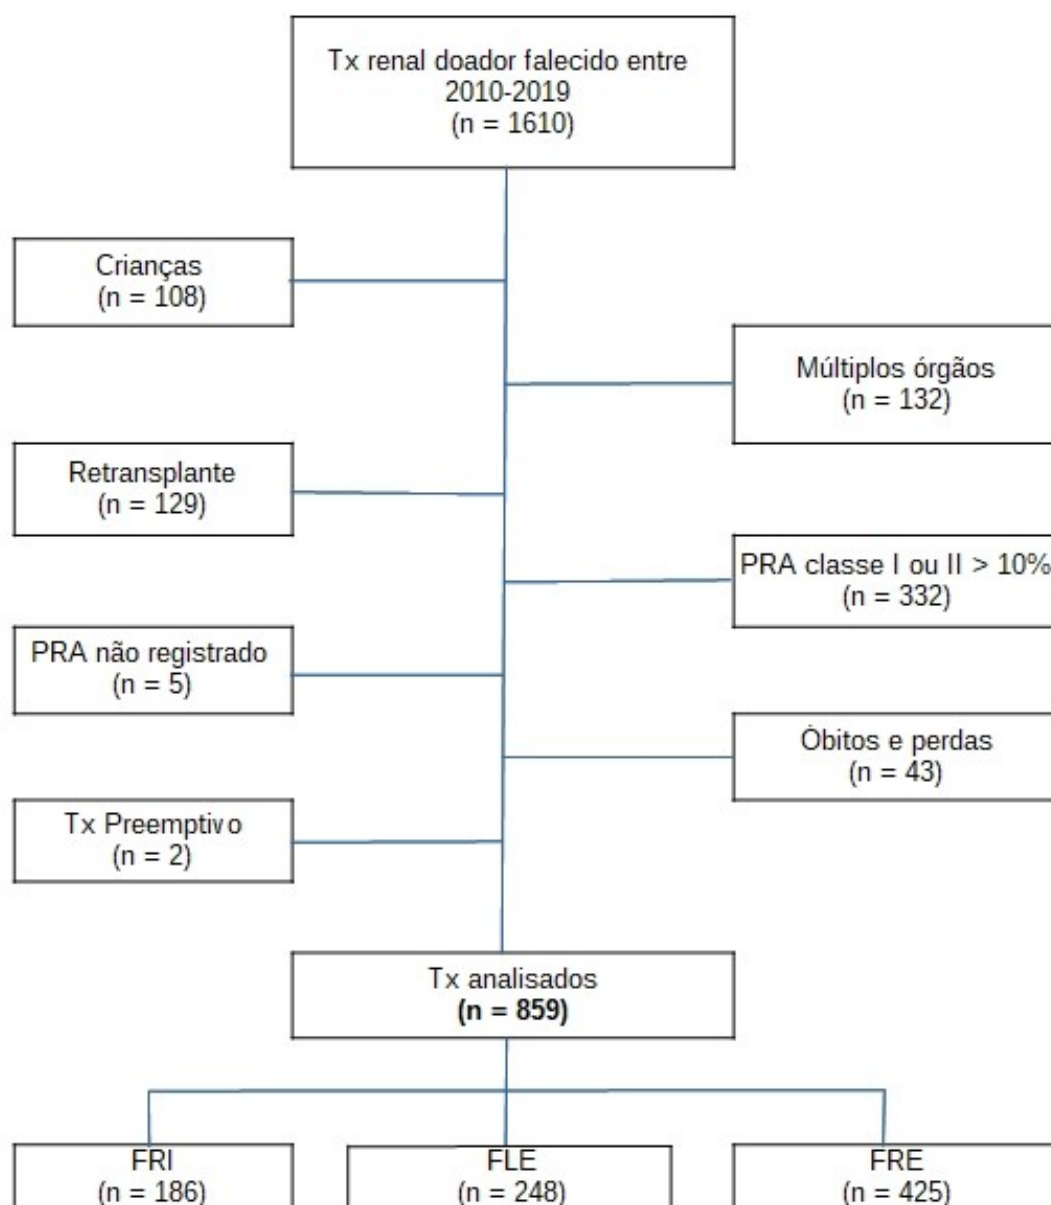 Tx renal doador falecido entre
2010-2019
(n = 1610)
Crianças
(n = 108)
Múltiplos órgãos
(n = 132)
Retransplante
(n = 129)
PRA classe I ou II > 10%
(n = 332)
PRA não registrado
(n = 5)
Óbitos e perdas
(n = 43)
Tx Preemptivo
(n = 2)
Tx analisados
(n = 859)
FRI
(n = 186)
FLE
(n = 248)
FRE
(n = 425)